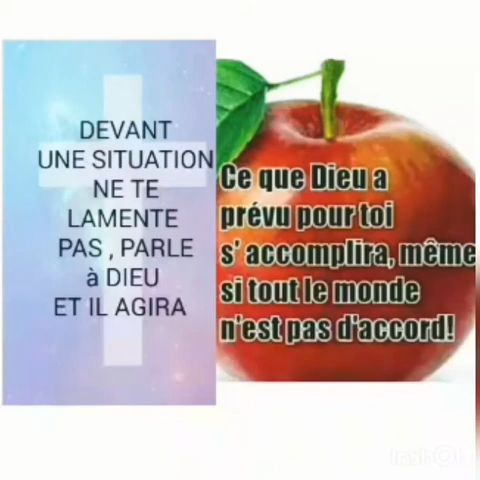 DEVANT
UNE SITUATION
NE TE
LAMENTE
PAS , PARLE
à DIEU
ET IL AGIRA
Ce que Dieu a
prévu pour toi
s' accomplira, même
si tout le monde
n'est pas d'accord!